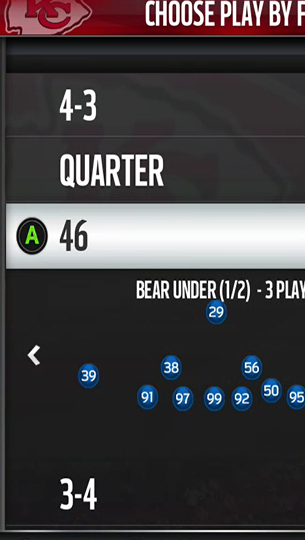 KC
CHOOSE PLAY BY F
4-3
QUARTER
A 46
BEAR UNDER (1/2) - 3 PLAY
29
38 56
39
91 97 99 92 50 95
3-4